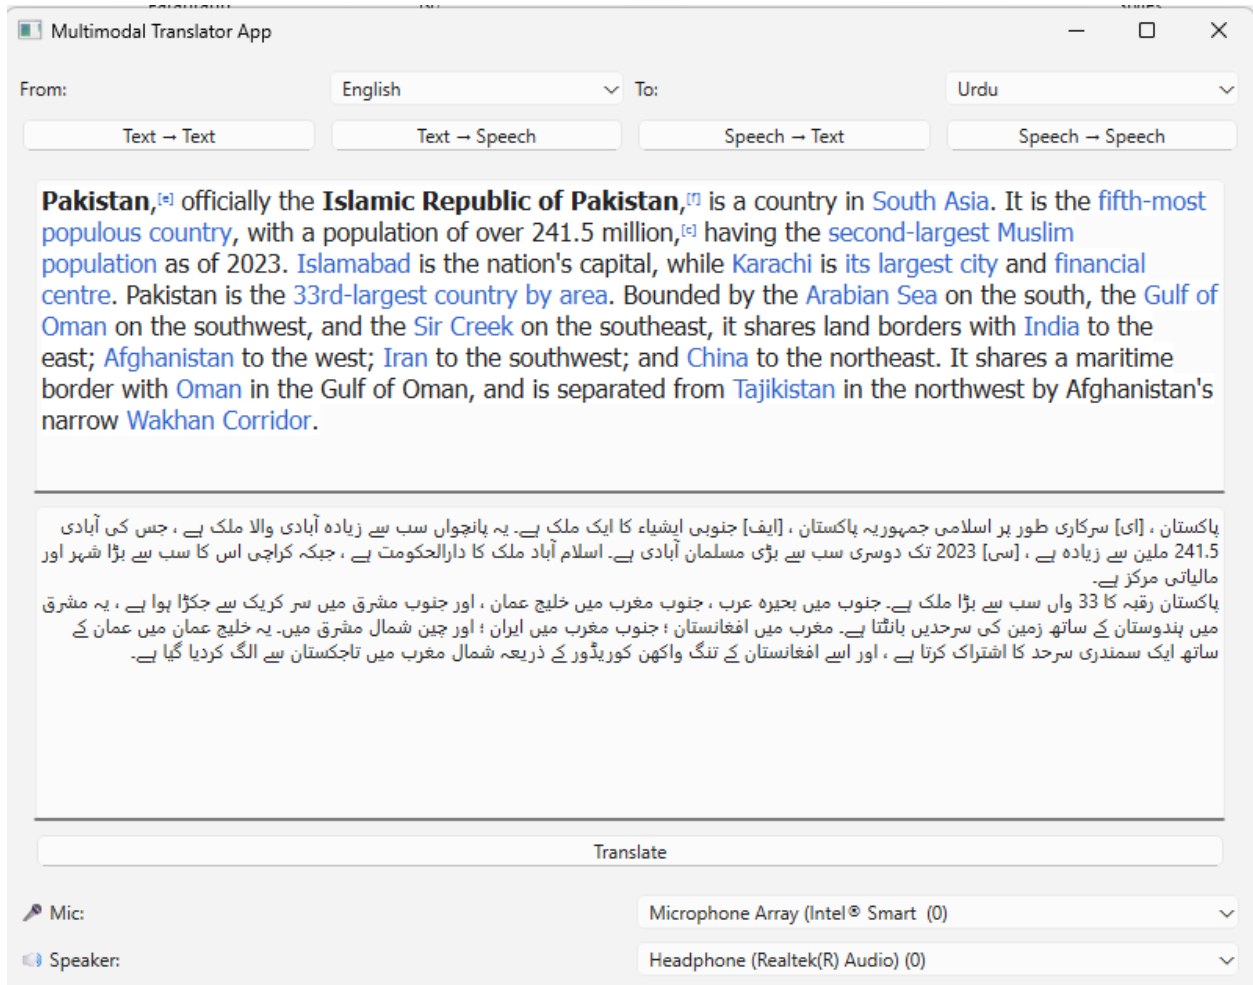 Multimodal Translator App
From: English To: Urdu
Text → Text Text → Speech Speech → Text Speech → Speech
Pakistan,[e] officially the Islamic Republic of Pakistan,[f] is a country in South Asia. It is the fifth-most
populous country, with a population of over 241.5 million,[c] having the second-largest Muslim
population as of 2023. Islamabad is the nation's capital, while Karachi is its largest city and financial
centre. Pakistan is the 33rd-largest country by area. Bounded by the Arabian Sea on the south, the Gulf of
Oman on the southwest, and the Sir Creek on the southeast, it shares land borders with India to the
east; Afghanistan to the west; Iran to the southwest; and China to the northeast. It shares a maritime
border with Oman in the Gulf of Oman, and is separated from Tajikistan in the northwest by Afghanistan's
narrow Wakhan Corridor.
پاکستان ، [ای] سرکاری طور پر اسلامی جمہوریہ پاکستان ، [ایف] جنوبی ایشیاء کا ایک ملک ہے۔ یہ پانچواں سب سے زیادہ آبادی والا ملک ہے ، جس کی آبادی
241.5 ملین سے زیادہ ہے ، [سی] 2023 تک دوسری سب سے بڑی مسلمان آبادی ہے۔ اسلام آباد ملک کا دارالحکومت ہے ، جبکہ کراچی اس کا سب سے بڑا شہر اور
مالیاتی مرکز ہے۔
پاکستان رقبہ کا 33 واں سب سے بڑا ملک ہے۔ جنوب میں بحیرہ عرب ، جنوب مغرب میں خلیج عمان ، اور جنوب مشرق میں سر کریک سے جکڑا ہوا ہے ، یہ مشرق
میں ہندوستان کے ساتھ زمین کی سرحدیں بانٹتا ہے۔ مغرب میں افغانستان ؛ جنوب مغرب میں ایران ؛ اور چین شمال مشرق میں۔ یہ خلیج عمان میں عمان کے
ساتھ ایک سمندری سرحد کا اشتراک کرتا ہے ، اور اسے افغانستان کے تنگ واکھن کوریڈور کے ذریعہ شمال مغرب میں تاجکستان سے الگ کردیا گیا ہے۔
Translate
Mic: Microphone Array (Intel® Smart (0)
Speaker: Headphone (Realtek(R) Audio) (0)